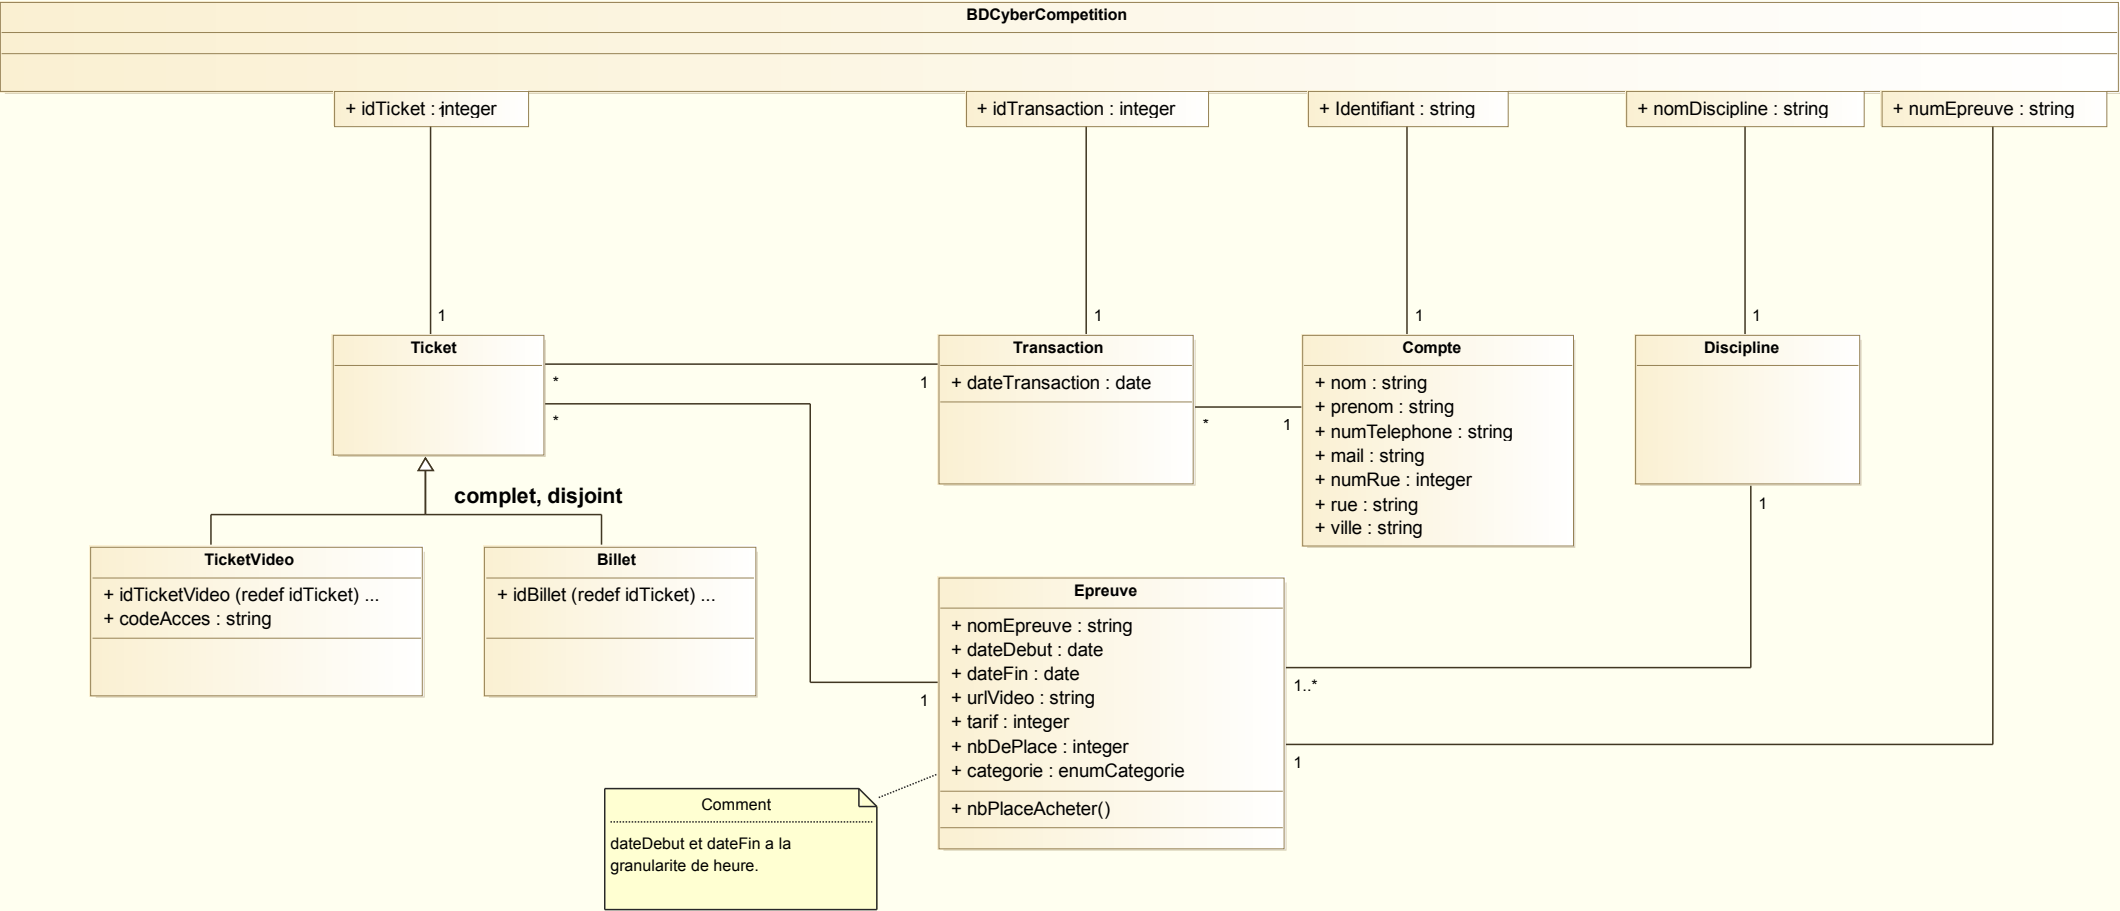 BDCyberCompetition
+ idTicket : integer
+ idTransaction : integer
+ Identifiant : string
+ nomDiscipline : string
+ numEpreuve : string
1
1
1
1
Ticket
Transaction
+ dateTransaction : date
Compte
+ nom : string
+ prenom : string
+ numTelephone : string
+ mail : string
+ numRue : integer
+ rue : string
+ ville : string
Discipline
*
1
*
*
1
1
complet, disjoint
TicketVideo
+ idTicketVideo (redef idTicket) ...
+ codeAcces : string
Billet
+ idBillet (redef idTicket) ...
Epreuve
+ nomEpreuve : string
+ dateDebut : date
+ dateFin : date
+ urlVideo : string
+ tarif : integer
+ nbDePlace : integer
+ categorie : enumCategorie
+ nbPlaceAcheter()
1
1..*
1
Comment
dateDebut et dateFin a la
granularite de heure.